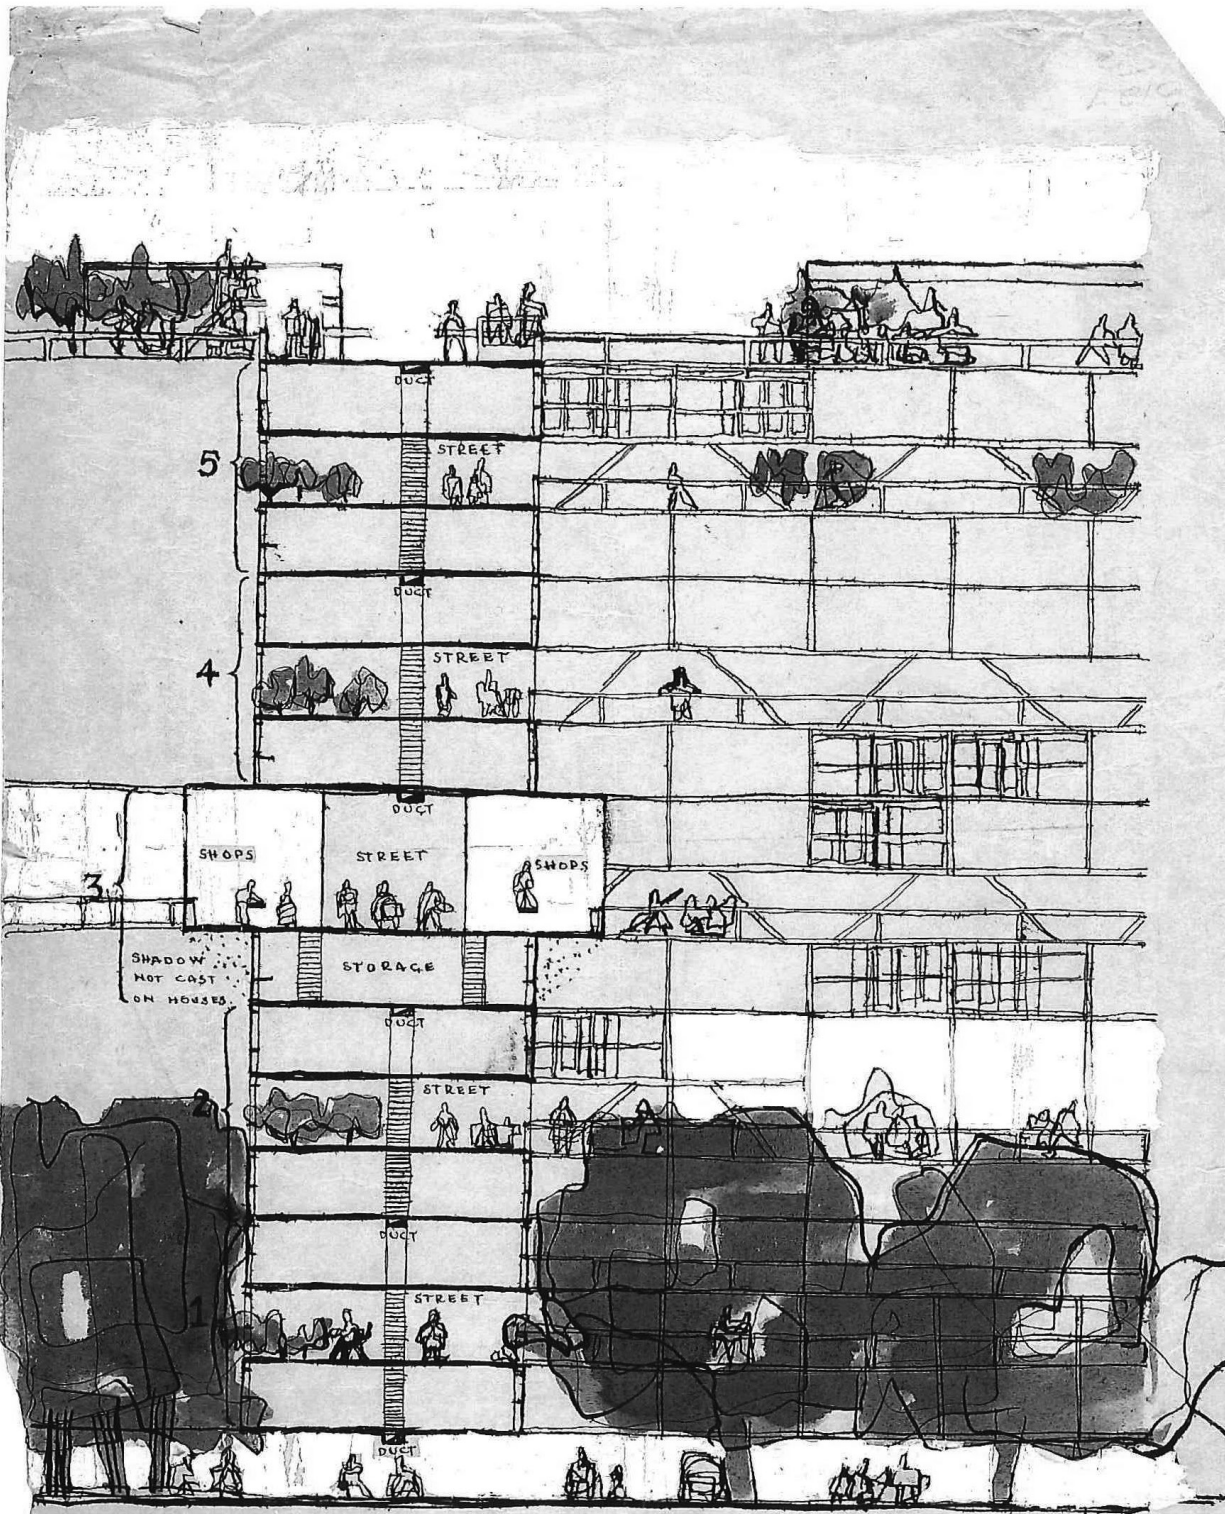 DUCT
5
STREET
DUCT
4
STREET
DUCT
3
SHOPS
STREET
SHOPS
SHADOW
NOT CAST
ON HOUSES
STORAGE
DUCT
2
STREET
DUCT
1
STREET
DUCT